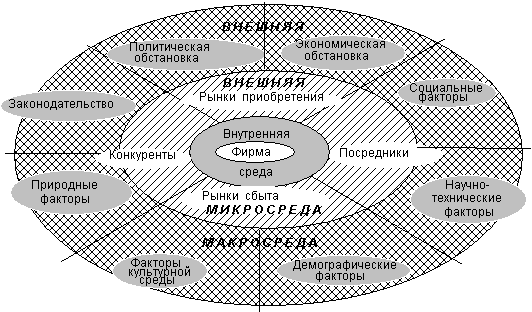 ВНЕШНЯЯ
Политическая
обстановка
Экономическая
обстановка
ВНЕШНЯЯ
Рынки приобретения
Социальные
факторы
Законодательство
Внутренняя
Конкуренты
Фирма
Посредники
среда
Природные
факторы
Научно-
технические
факторы
Рынки сбыта
МИКРОСРЕДА
МАКРОСРЕДА
Факторы
культурной
среды
Демографические
факторы